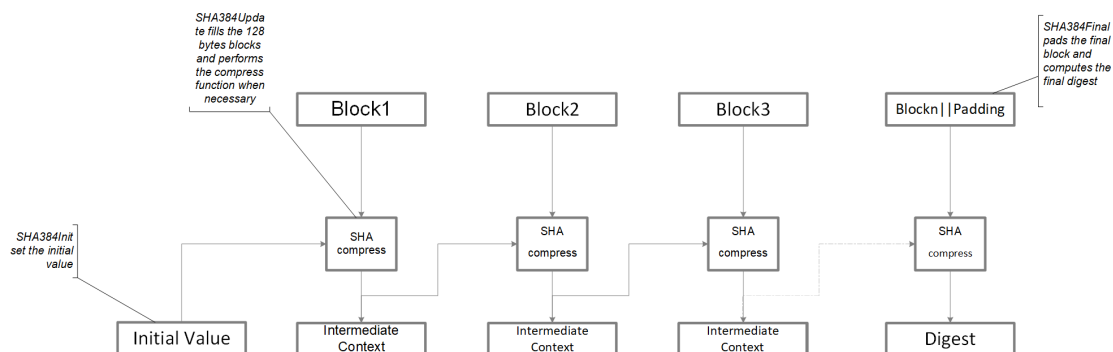 SHA384Upda
te fills the 128
bytes blocks
and performs
the compress
function when
necessary
SHA384Final
pads the final
block and
computes the
final digest
Block1
Block2
Block3
Blockn||Padding
SHA384Init
set the initial
value
SHA
compress
SHA
compress
SHA
compress
SHA
compress
Initial Value
Intermediate
Context
Intermediate
Context
Intermediate
Context
Digest